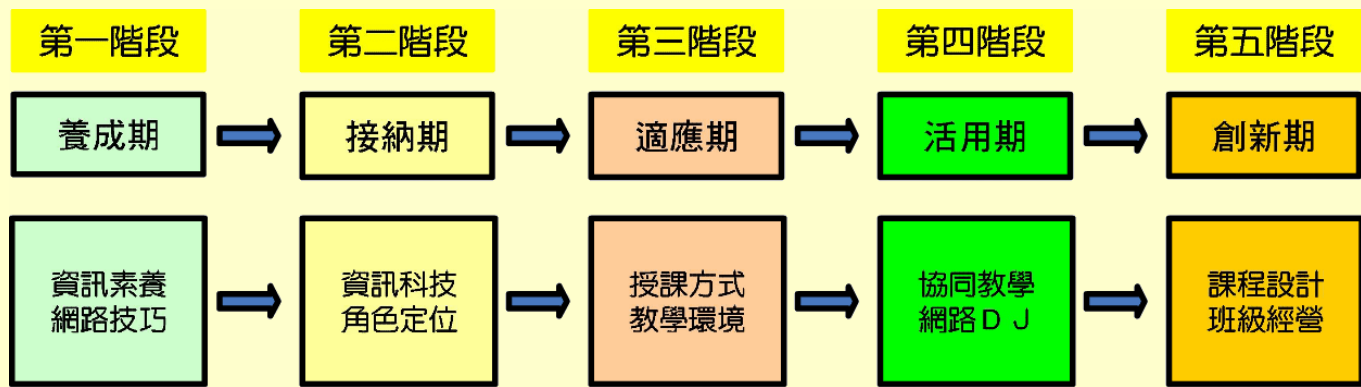 第一階段
第二階段
第三階段
第四階段
第五階段
養成期
接納期
適應期
活用期
創新期
資訊素養
網路技巧
資訊科技
角色定位
授課方式
教學環境
協同教學
網路ＤＪ
課程設計
班級經營